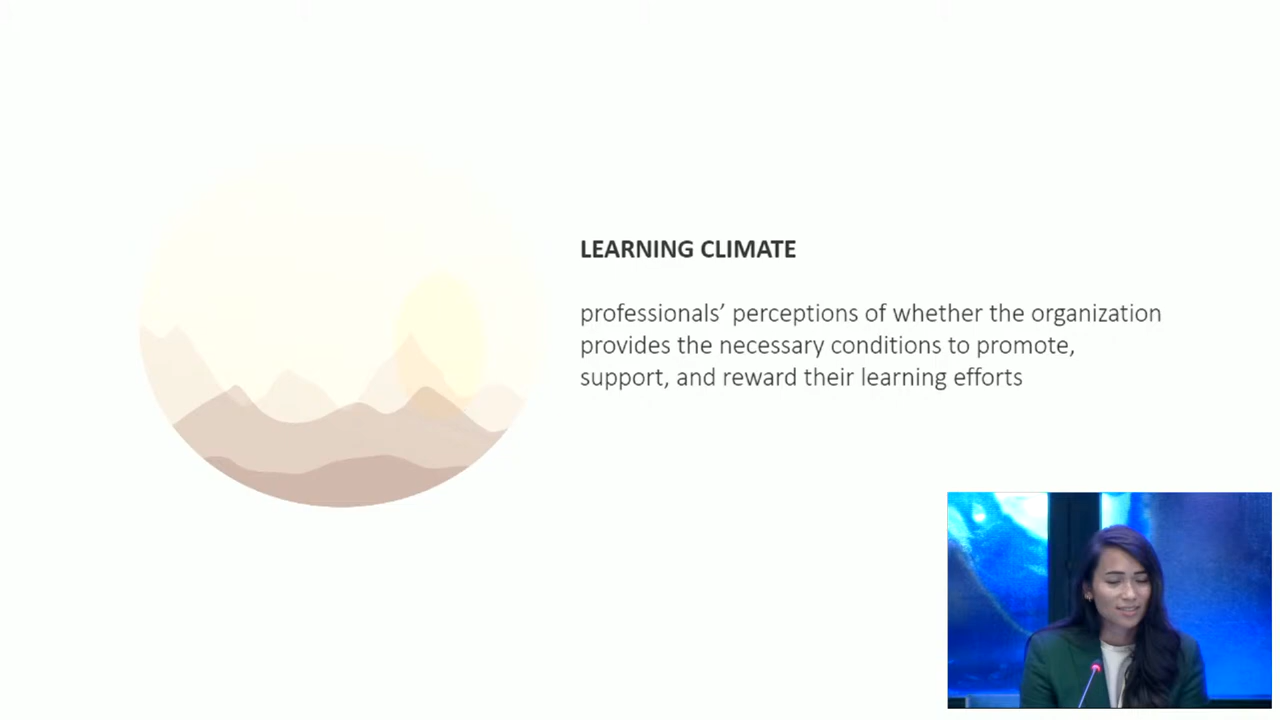 LEARNING CLIMATE
professionals’ perceptions of whether the organization
provides the necessary conditions to promote,
support, and reward their learning efforts